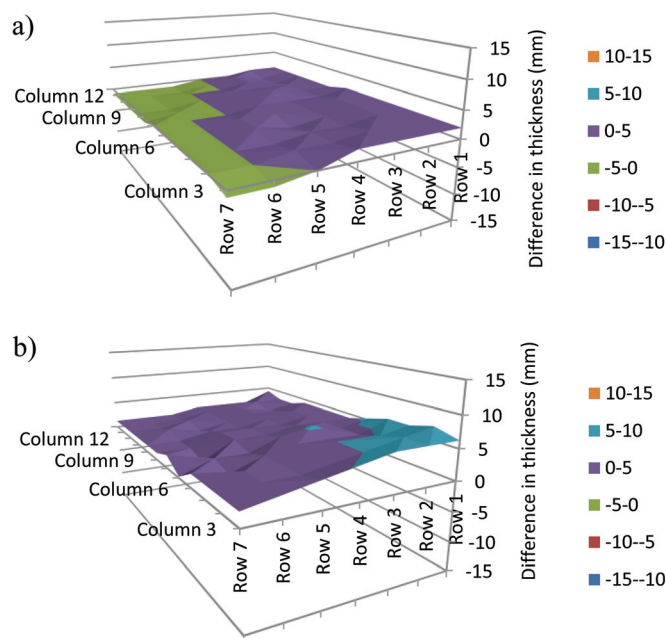 a)
15
10
5
0
-5
-10
-15
Difference in thickness (mm)
Column 12
Column 9
Column 6
Column 3
Row 7
Row 6
Row 5
Row 4
Row 3
Row 2
Row 1
10-15
5-10
0-5
-5-0
-10--5
-15--10
b)
15
10
5
0
-5
-10
-15
Difference in thickness (mm)
Column 12
Column 9
Column 6
Column 3
Row 7
Row 6
Row 5
Row 4
Row 3
Row 2
Row 1
10-15
5-10
0-5
-5-0
-10--5
-15--10